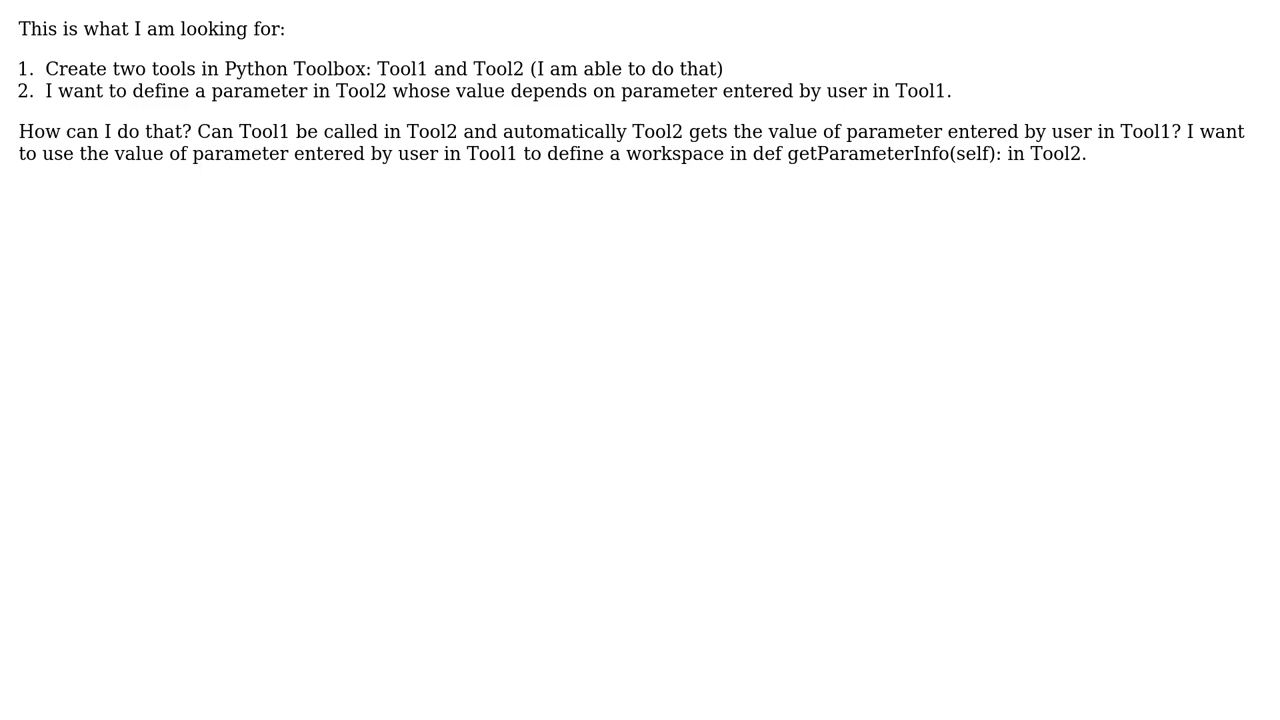 This is what I am looking for:
1. Create two tools in Python Toolbox: Tool1 and Tool2 (I am able to do that)
2. I want to define a parameter in Tool2 whose value depends on parameter entered by user in Tool1.
How can I do that? Can Tool1 be called in Tool2 and automatically Tool2 gets the value of parameter entered by user in Tool1? I want
to use the value of parameter entered by user in Tool1 to define a workspace in def getParameterInfo(self): in Tool2.